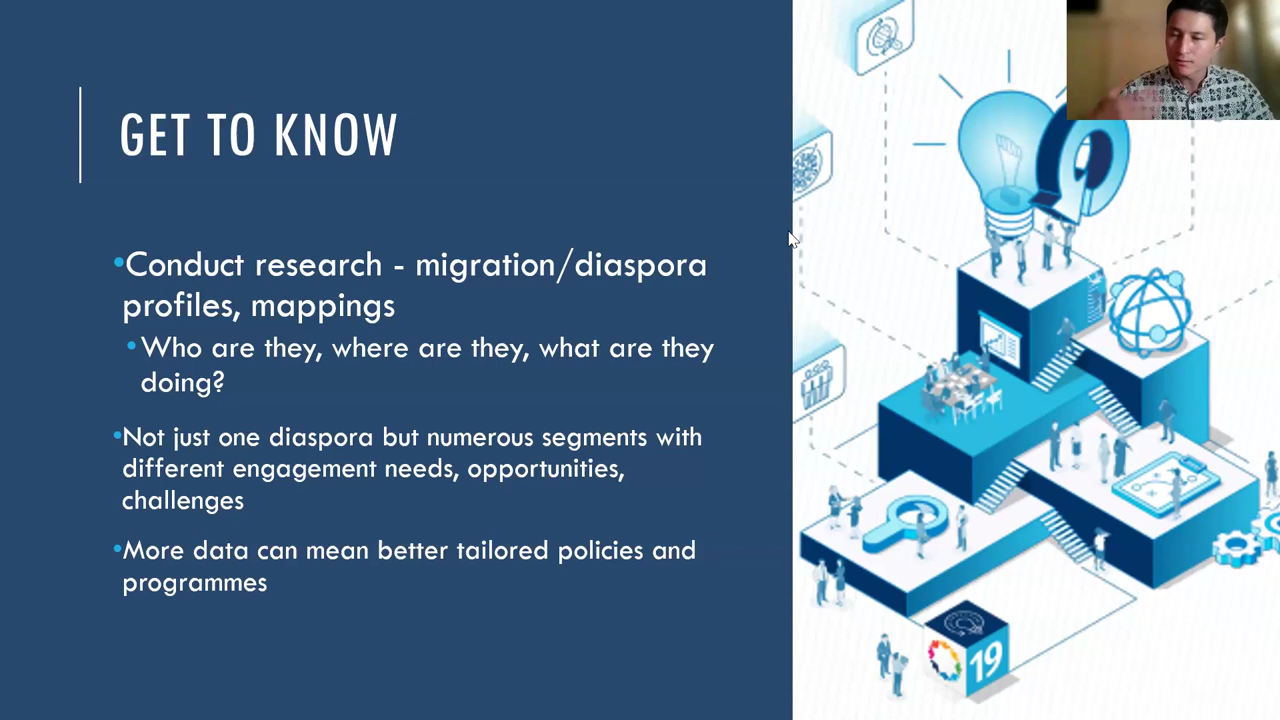 GET TO KNOW
•Conduct research - migration/diaspora
profiles, mappings
•Who are they, where are they, what are they
doing?
•Not just one diaspora but numerous segments with
different engagement needs, opportunities,
challenges
•More data can mean better tailored policies and
programmes
19